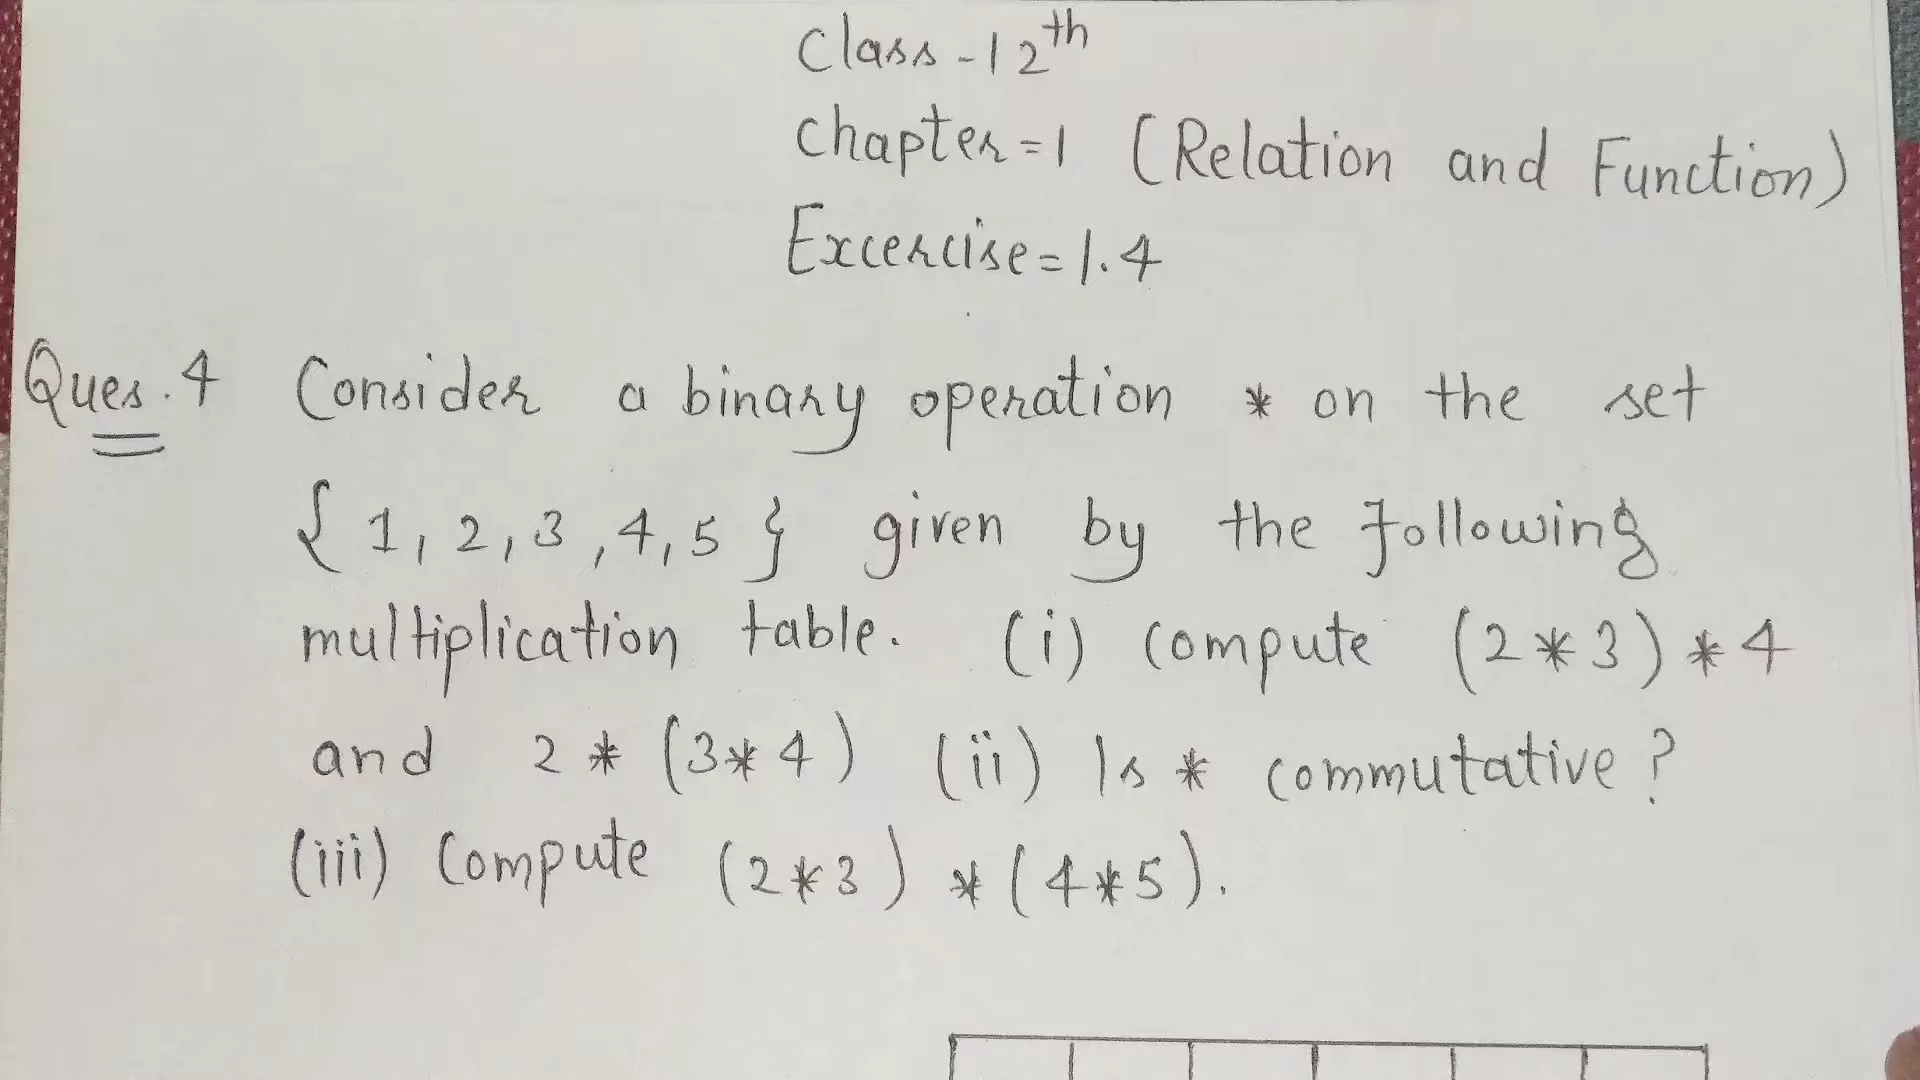 Class - 12th
Chapter = 1 (Relation and Function)
Excercise = 1.4
Ques. 4 Consider a binary operation * on the set
{ 1, 2, 3, 4, 5 } given by the following
multiplication table. (i) compute (2 * 3) * 4
and 2 * (3 * 4) (ii) Is * commutative ?
(iii) Compute (2 * 3) * (4 * 5).